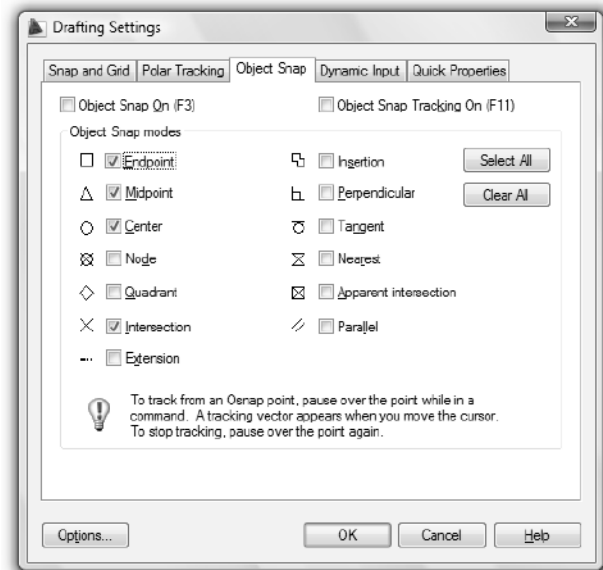 Drafting Settings
Snap and Grid Polar Tracking Object Snap Dynamic Input Quick Properties
Object Snap On (F3) Object Snap Tracking On (F11)
Object Snap modes
Endpoint Insertion Select All
Midpoint Perpendicular Clear All
Center Tangent
Node Nearest
Quadrant Apparent intersection
Intersection Parallel
Extension
To track from an Osnap point, pause over the point while in a
command. A tracking vector appears when you move the cursor.
To stop tracking, pause over the point again.
Options... OK Cancel Help